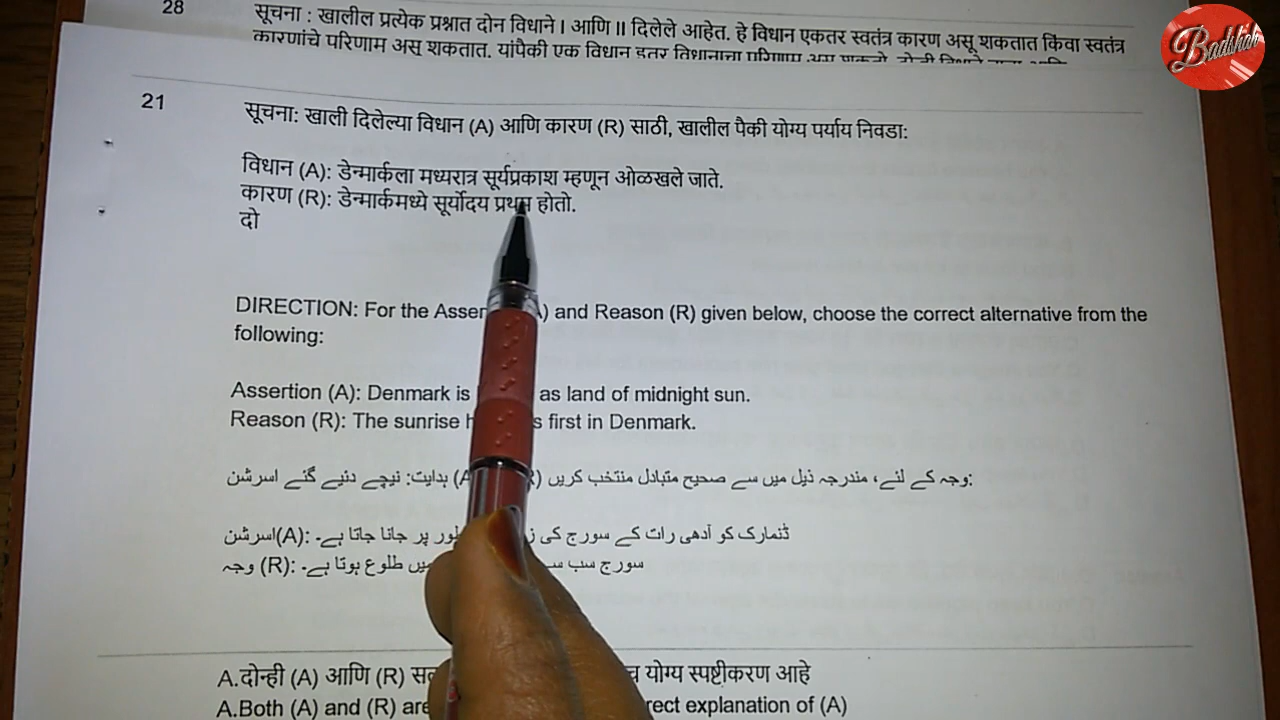 28
सूचना : खालील प्रत्येक प्रश्नात दोन विधाने I आणि II दिलेले आहेत. हे विधान एकतर स्वतंत्र कारण असू शकतात किंवा स्वतंत्र
कारणांचे परिणाम असू शकतात. यांपैकी एक विधान इतर विधानाचा परिणाम
Badshah
21
सूचना: खाली दिलेल्या विधान (A) आणि कारण (R) साठी, खालील पैकी योग्य पर्याय निवडा:
विधान (A): डेन्मार्कला मध्यरात्र सूर्यप्रकाश म्हणून ओळखले जाते.
कारण (R): डेन्मार्कमध्ये सूर्योदय प्रथम होतो.
दो
DIRECTION: For the Asser A) and Reason (R) given below, choose the correct alternative from the
following:
Assertion (A): Denmark is as land of midnight sun.
Reason (R): The sunrise h s first in Denmark.
ہدایت: نیچے دئیے گئے اسرشن (A R) وجہ کے لئے، مندرجہ ذیل میں سے صحیح متبادل منتخب کریں:
اسرشن(A): ڈنمارک کو آدھی رات کے سورج کی طور پر جانا جاتا ہے۔
وجہ (R): سورج سب میں طلوع ہوتا ہے۔
A.दोन्ही (A) आणि (R) योग्य स्पष्टीकरण आहे
A.Both (A) and (R) are rect explanation of (A)